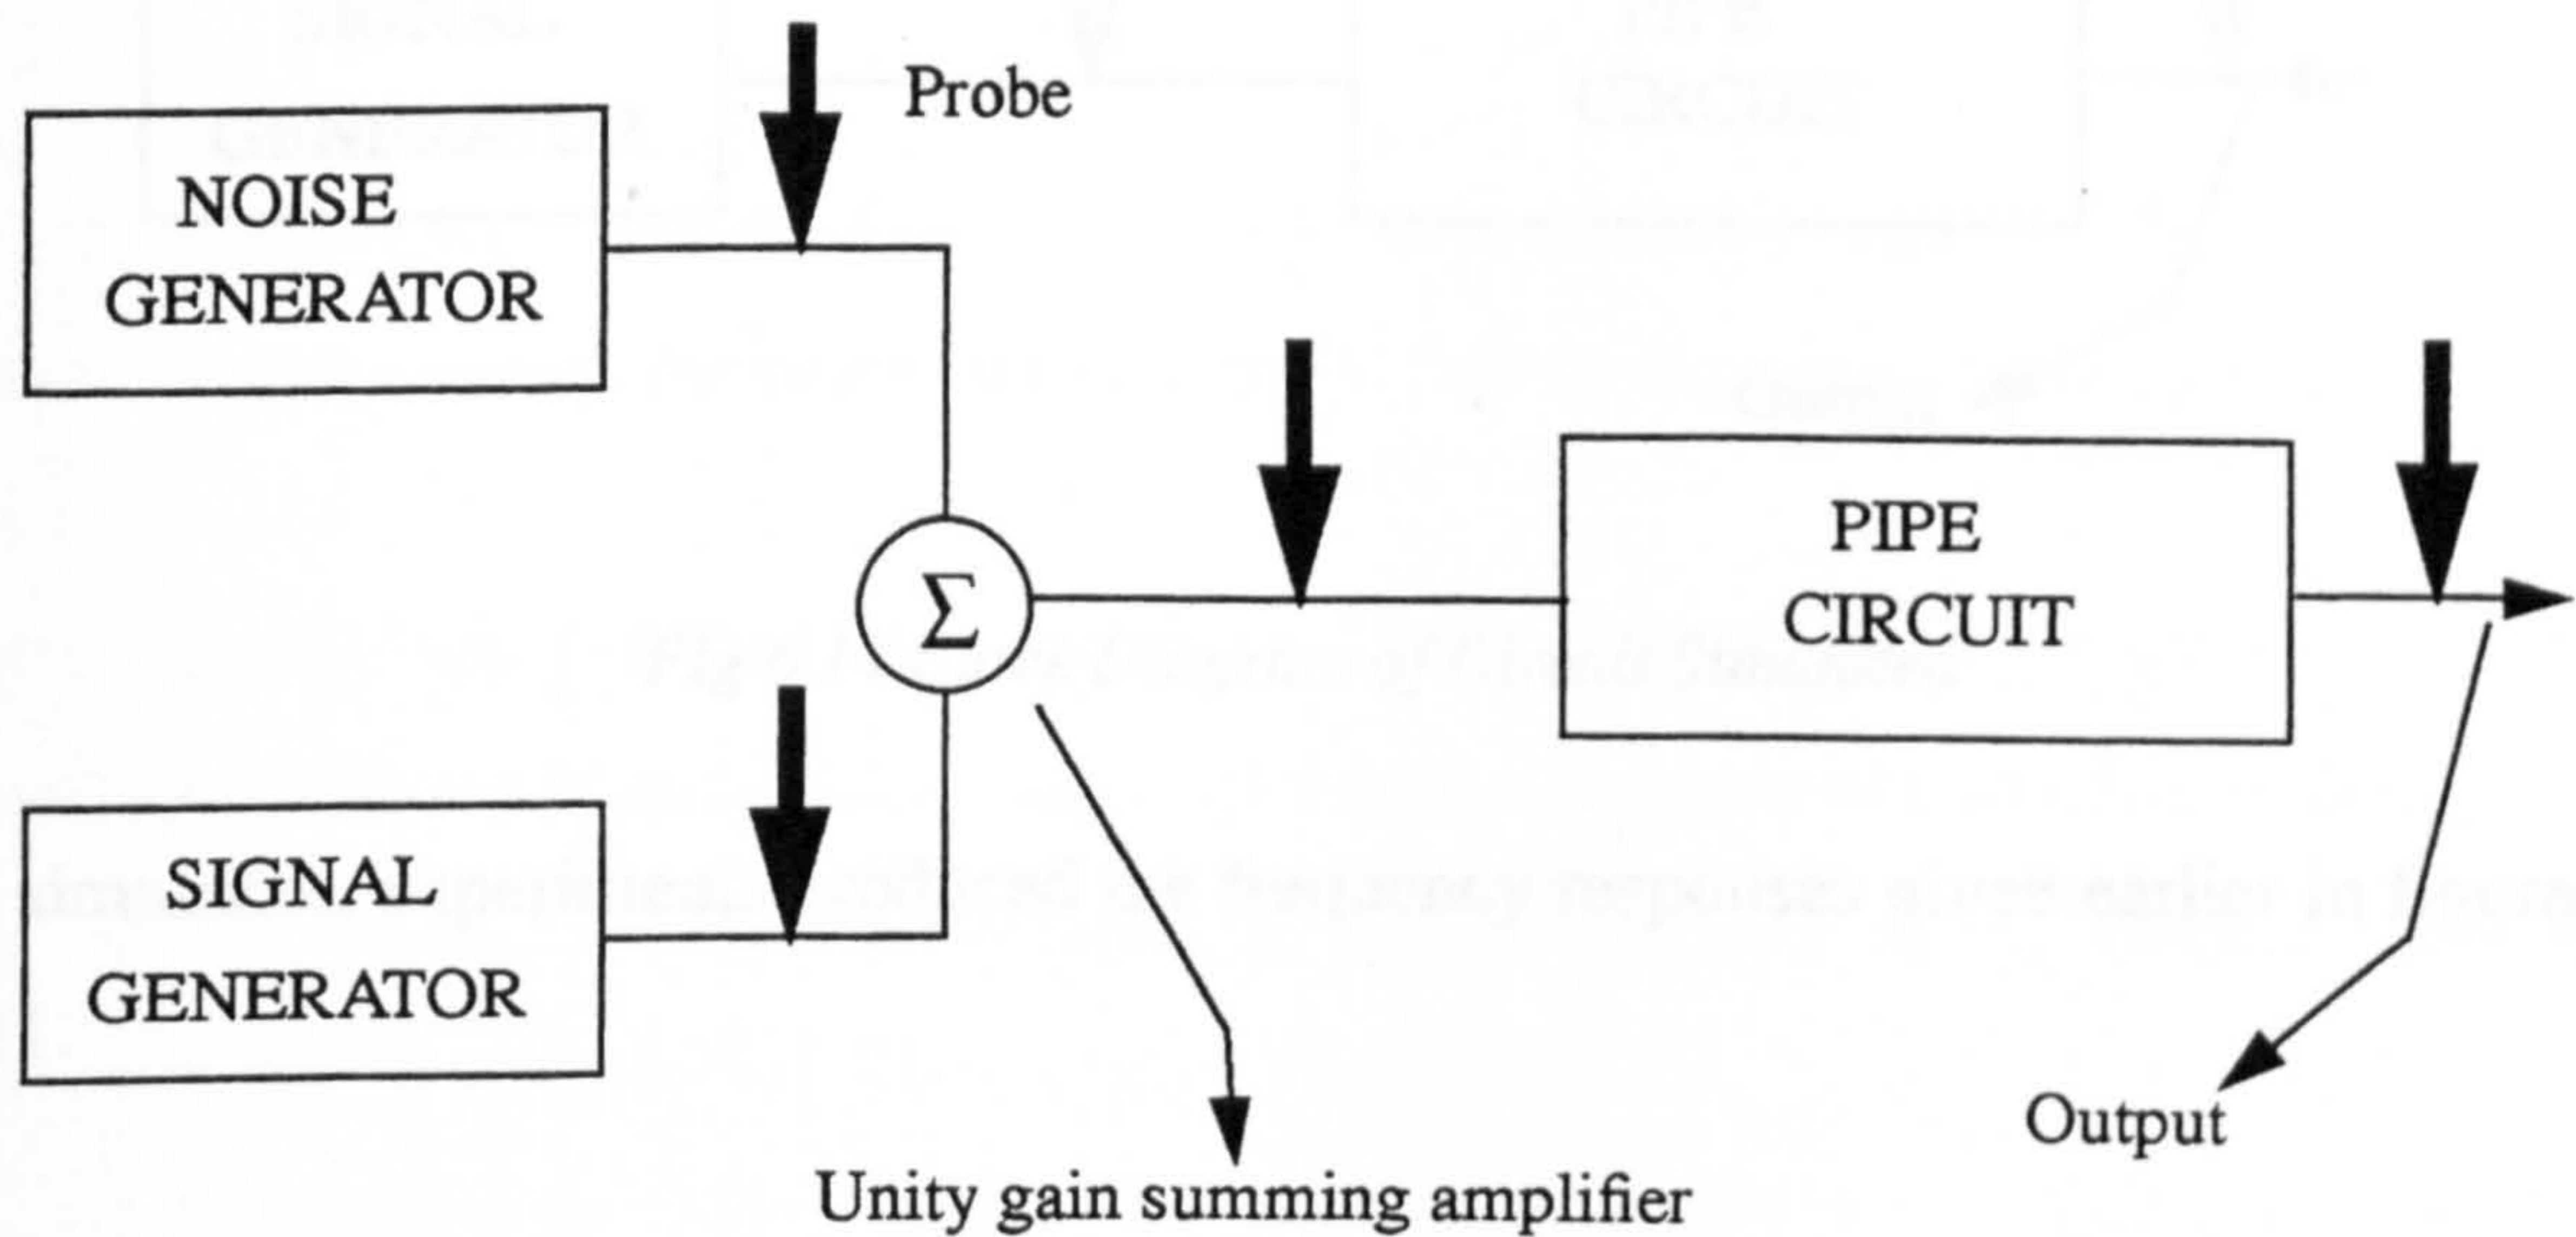 Probe
NOISE
GENERATOR
Σ
PIPE
CIRCUIT
SIGNAL
GENERATOR
Output
Unity gain summing amplifier